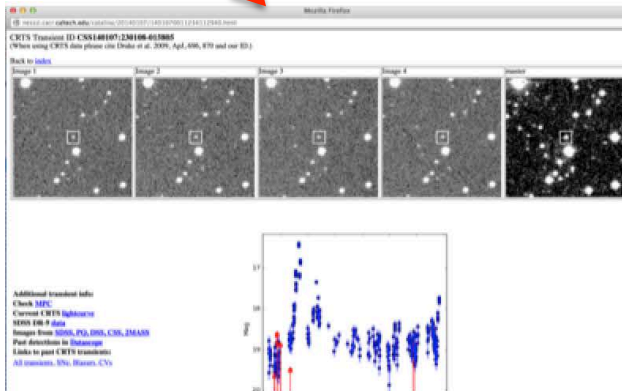 Mozilla Firefox
CRTS Transient ID CSS140107:230108-015805
(When using CRTS data please cite Drake et al. 2009, ApJ, 696, 870 and our ID.)
Back to index
Image 1 Image 2 Image 3 Image 4 master
17
18
Mag
19
20
Additional transient info:
Check MPC
Current CRTS lightcurve
SDSS DR-9 data
Images from SDSS, PQ, DSS, CSS, 2MASS
Past detections in Datascope
Links to past CRTS transients:
All transients, SNe, Blazars, CVs